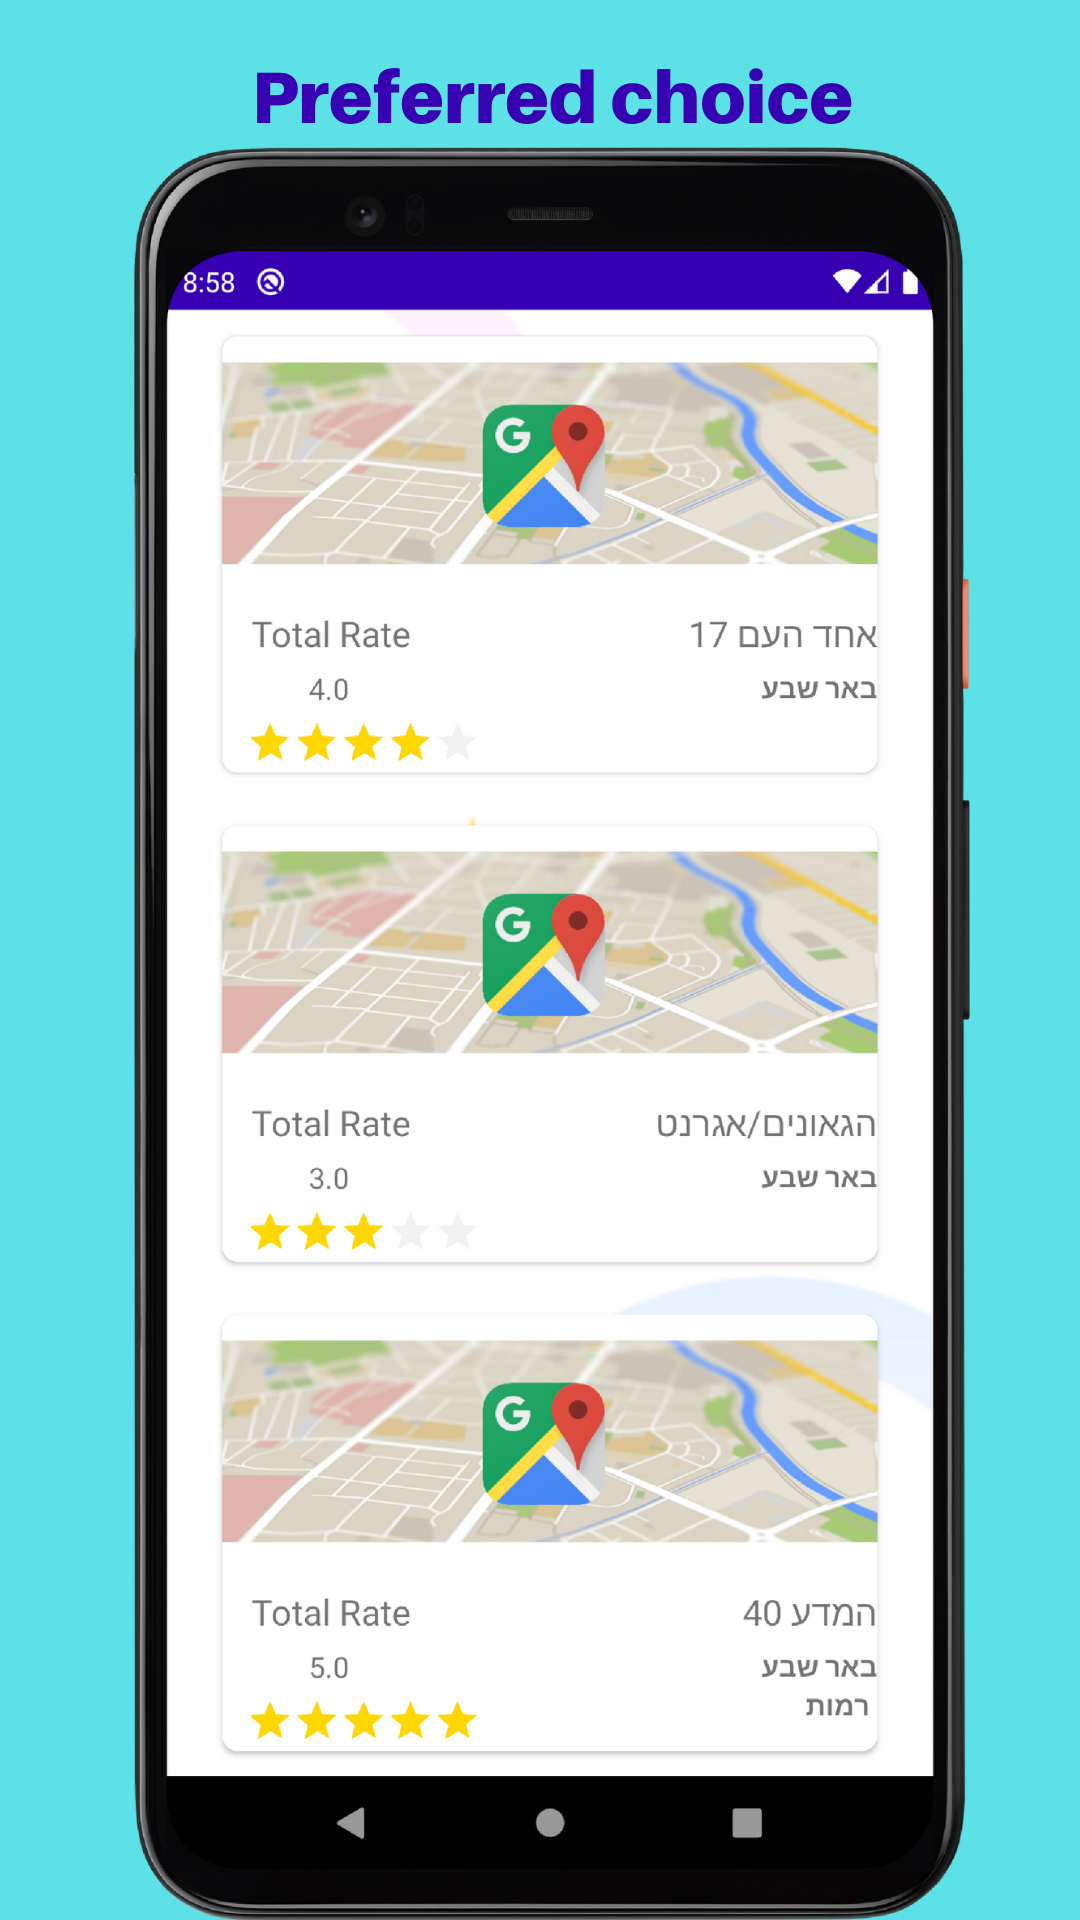 Preferred choice
8:58
G
Total Rate
אחד העם 17
4.0
באר שבע
G
Total Rate
הגאונים/אגרנט
3.0
באר שבע
G
Total Rate
המדע 40
5.0
באר שבע
רמות